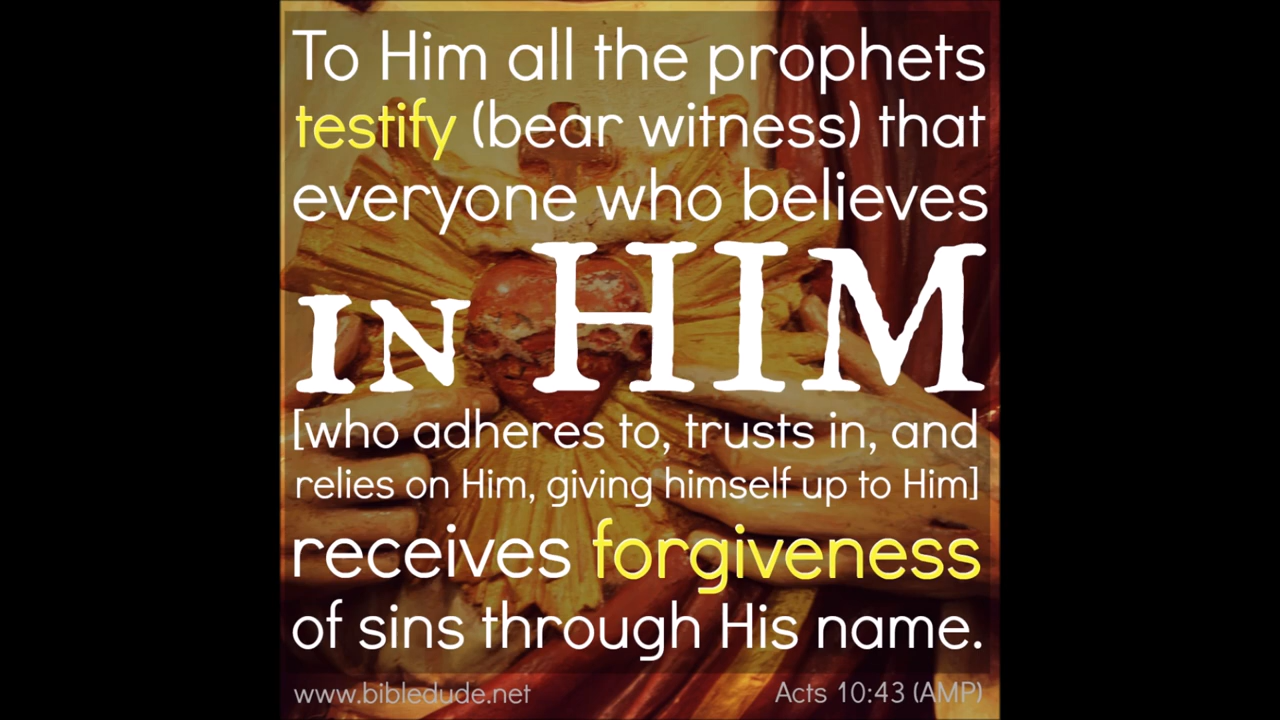 To Him all the prophets
testify (bear witness) that
everyone who believes
IN HIM
[who adheres to, trusts in, and
relies on Him, giving himself up to Him]
receives forgiveness
of sins through His name.
www.bibledude.net Acts 10:43 (AMP)